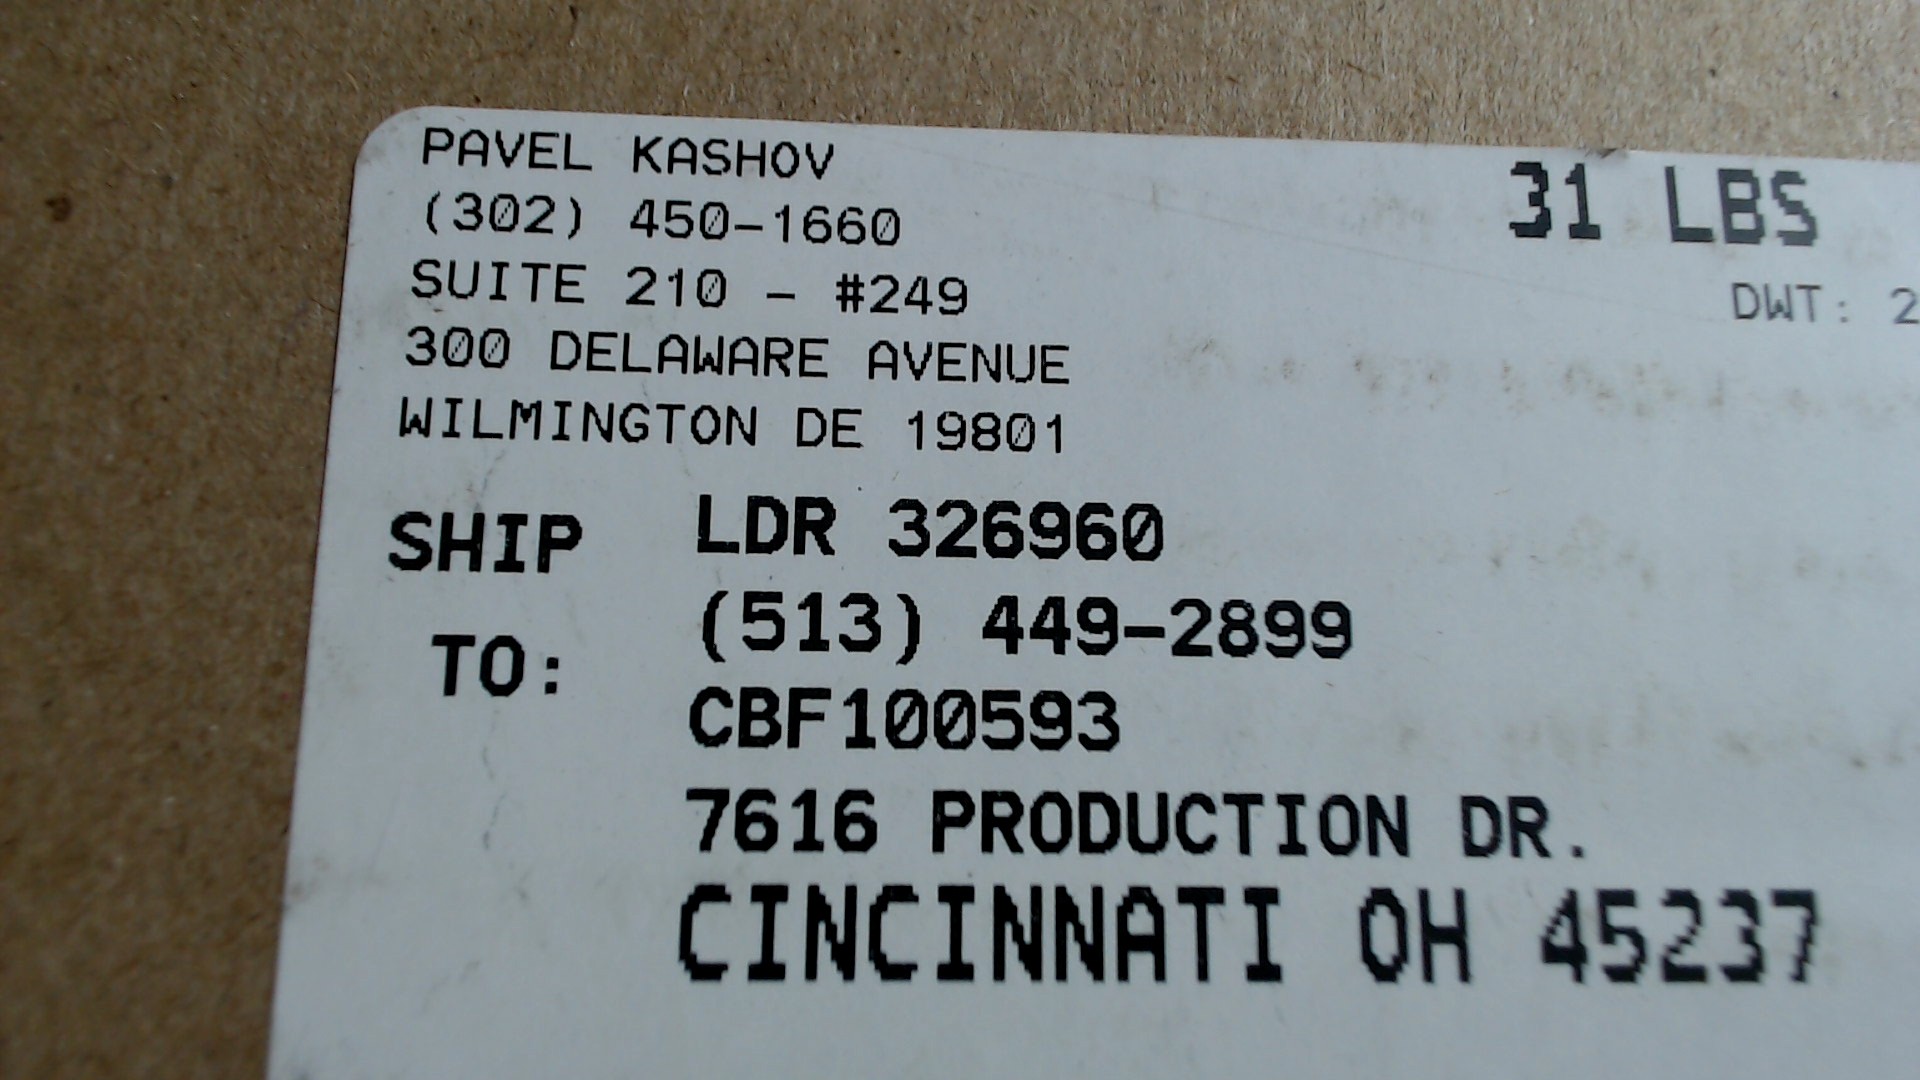 PAVEL KASHOV
(302) 450-1660
SUITE 210 - #249
300 DELAWARE AVENUE
WILMINGTON DE 19801
31 LBS
DWT: 2
SHIP TO:
LDR 326960
(513) 449-2899
CBF100593
7616 PRODUCTION DR.
CINCINNATI OH 45237